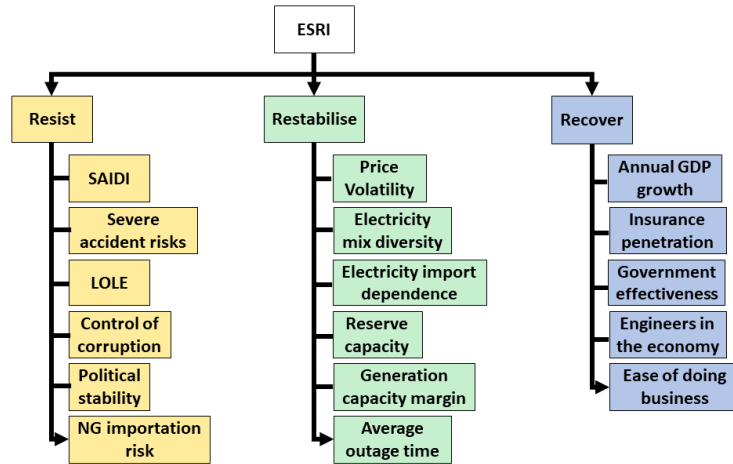 ESRI
Resist
SAIDI
Severe
accident risks
LOLE
Control of
corruption
Political
stability
NG importation
risk
Restabilise
Price
Volatility
Electricity
mix diversity
Electricity import
dependence
Reserve
capacity
Generation
capacity margin
Average
outage time
Recover
Annual GDP
growth
Insurance
penetration
Government
effectiveness
Engineers in
the economy
Ease of doing
business